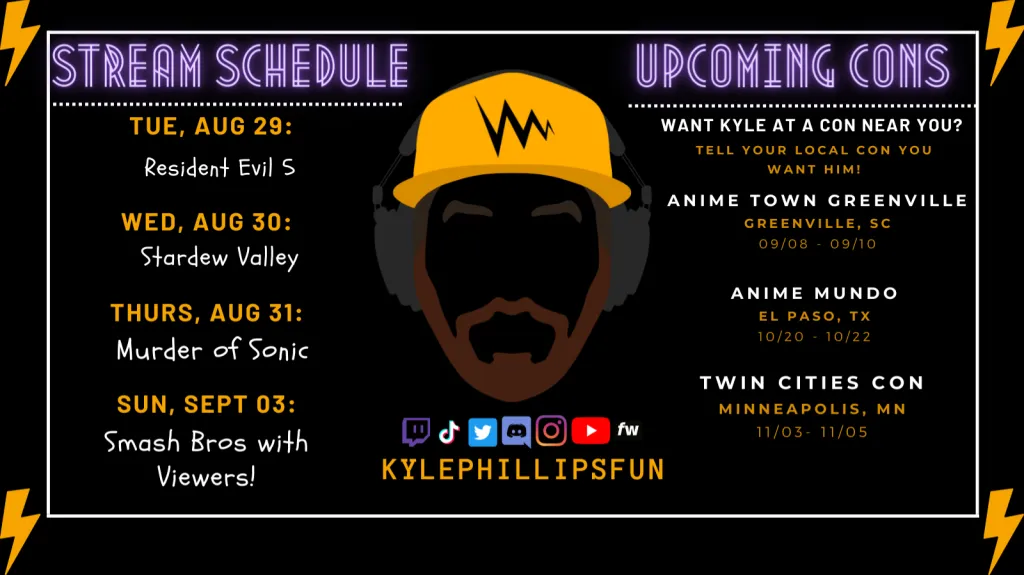 STREAM SCHEDULE
TUE, AUG 29:
Resident Evil 5
WED, AUG 30:
Stardew Valley
THURS, AUG 31:
Murder of Sonic
SUN, SEPT 03:
Smash Bros with
Viewers!
fw
KYLEPHILLIPSFUN
UPCOMING CONS
WANT KYLE AT A CON NEAR YOU?
TELL YOUR LOCAL CON YOU
WANT HIM!
ANIME TOWN GREENVILLE
GREENVILLE, SC
09/08 - 09/10
ANIME MUNDO
EL PASO, TX
10/20 - 10/22
TWIN CITIES CON
MINNEAPOLIS, MN
11/03- 11/05